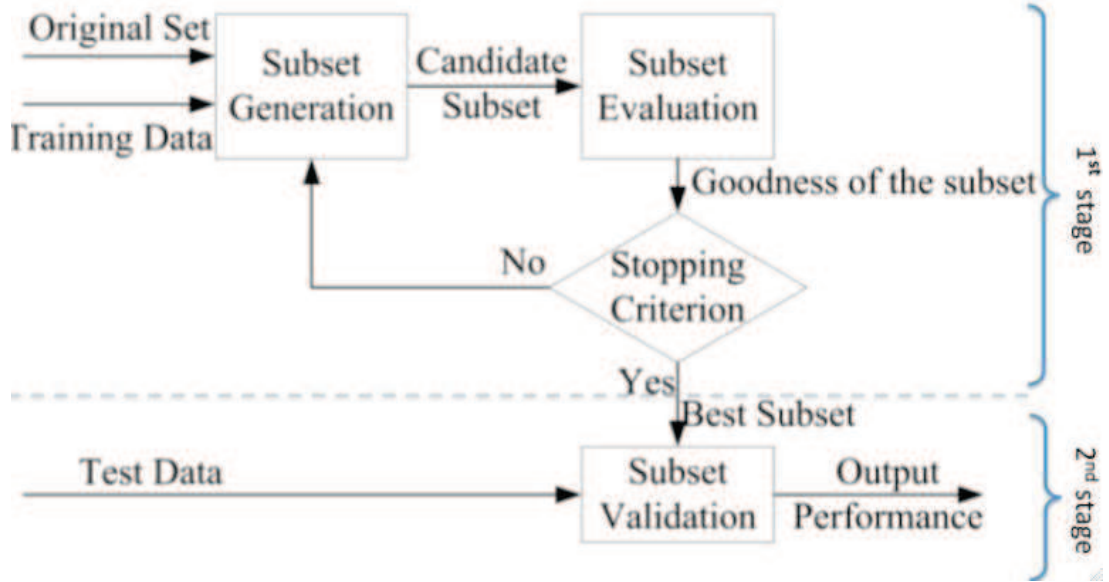 Original Set
Training Data
Subset
Generation
Candidate
Subset
Subset
Evaluation
Goodness of the subset
No
Stopping
Criterion
Yes
Best Subset
1st stage
Test Data
Subset
Validation
Output
Performance
2nd stage